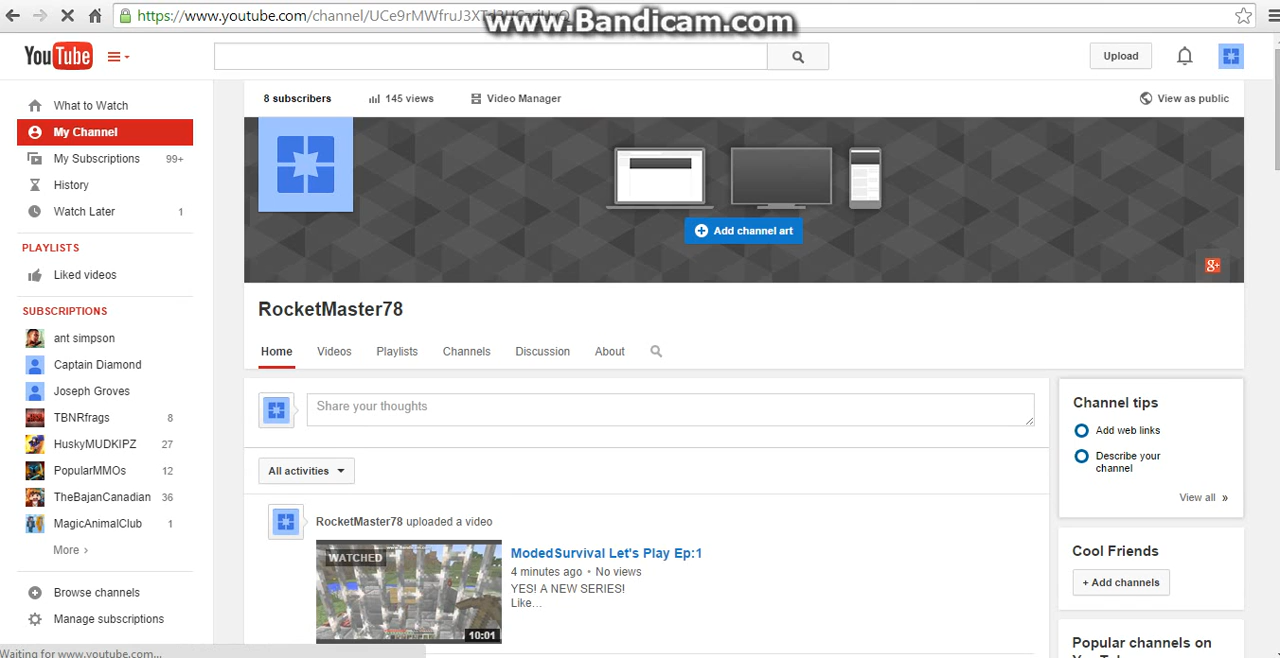 https://www.youtube.com/channel/UCe9rMWfruJ3XT
www.Bandicam.com
YouTube
Upload
What to Watch
My Channel
My Subscriptions 99+
History
Watch Later 1
PLAYLISTS
Liked videos
SUBSCRIPTIONS
ant simpson
Captain Diamond
Joseph Groves
TBNRfrags 8
HuskyMUDKIPZ 27
PopularMMOs 12
TheBajanCanadian 36
MagicAnimalClub 1
More ›
Browse channels
Manage subscriptions
Waiting for www.youtube.com...
8 subscribers
145 views
Video Manager
View as public
Add channel art
g+
RocketMaster78
Home Videos Playlists Channels Discussion About
Share your thoughts
All activities
RocketMaster78 uploaded a video
WATCHED
10:01
ModedSurvival Let's Play Ep:1
4 minutes ago • No views
YES! A NEW SERIES!
Like…
Channel tips
Add web links
Describe your
channel
View all »
Cool Friends
+ Add channels
Popular channels on
YouTube